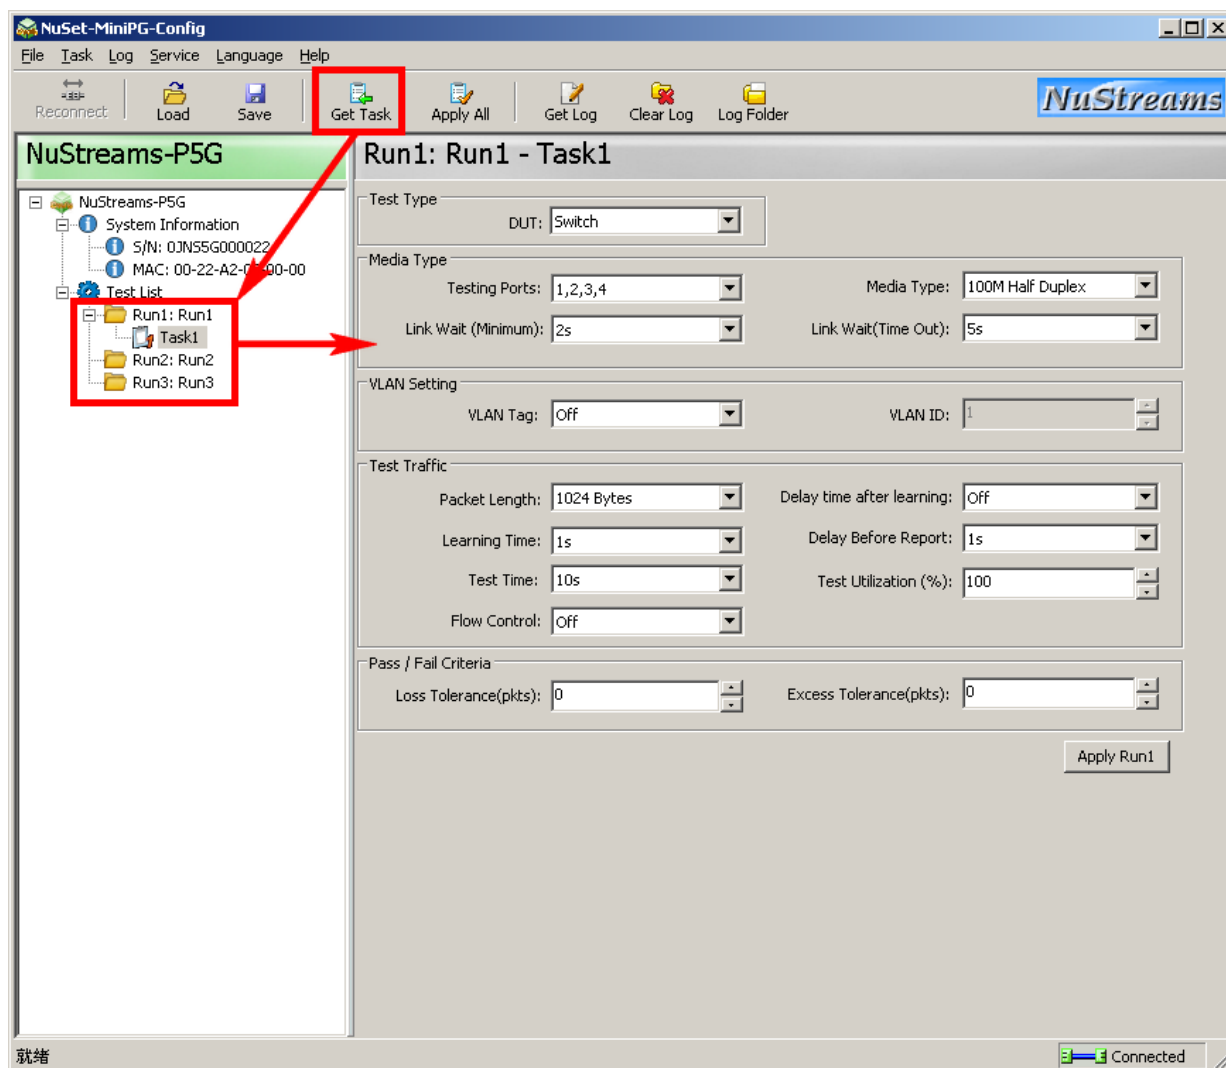 NuSet-MiniPG-Config
File Task Log Service Language Help
Reconnect Load Save Get Task Apply All Get Log Clear Log Log Folder
NuStreams
NuStreams-P5G
Run1: Run1 - Task1
NuStreams-P5G
System Information
S/N: 0JNS5G000022
MAC: 00-22-A2-0 00-00
Test List
Run1: Run1
Task1
Run2: Run2
Run3: Run3
Test Type
DUT: Switch
Media Type
Testing Ports: 1,2,3,4 Media Type: 100M Half Duplex
Link Wait (Minimum): 2s Link Wait(Time Out): 5s
VLAN Setting
VLAN Tag: Off VLAN ID: 1
Test Traffic
Packet Length: 1024 Bytes Delay time after learning: Off
Learning Time: 1s Delay Before Report: 1s
Test Time: 10s Test Utilization (%): 100
Flow Control: Off
Pass / Fail Criteria
Loss Tolerance(pkts): 0 Excess Tolerance(pkts): 0
Apply Run1
就绪
Connected